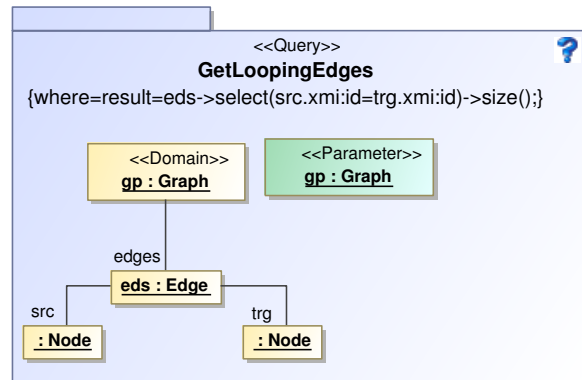 <<Query>>
GetLoopingEdges
{where=result=eds->select(src.xmi:id=trg.xmi:id)->size();}
<<Domain>>
gp : Graph
<<Parameter>>
gp : Graph
edges
eds : Edge
src
trg
: Node
: Node